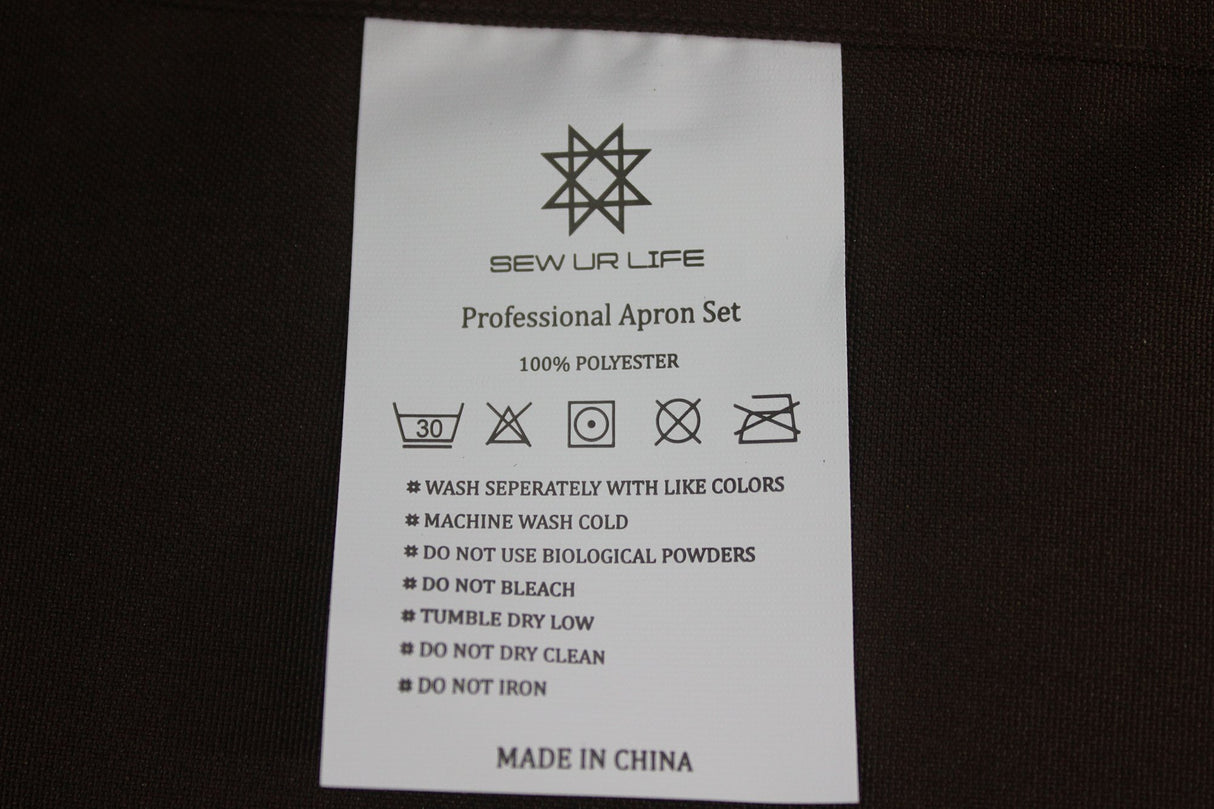 SEW UR LIFE
Professional Apron Set
100% POLYESTER
30
# WASH SEPERATELY WITH LIKE COLORS
# MACHINE WASH COLD
# DO NOT USE BIOLOGICAL POWDERS
# DO NOT BLEACH
# TUMBLE DRY LOW
# DO NOT DRY CLEAN
# DO NOT IRON
MADE IN CHINA